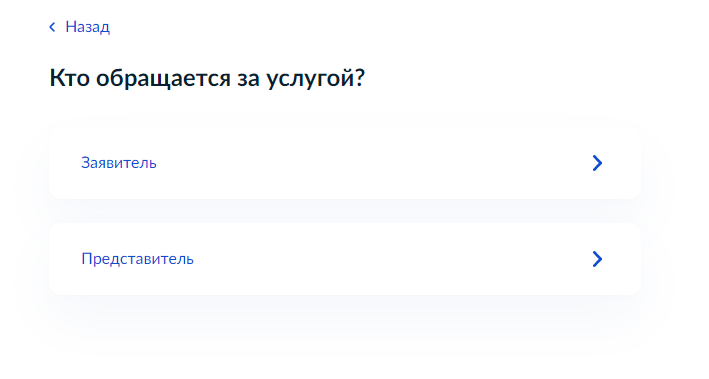 Назад
Кто обращается за услугой?
Заявитель
Представитель